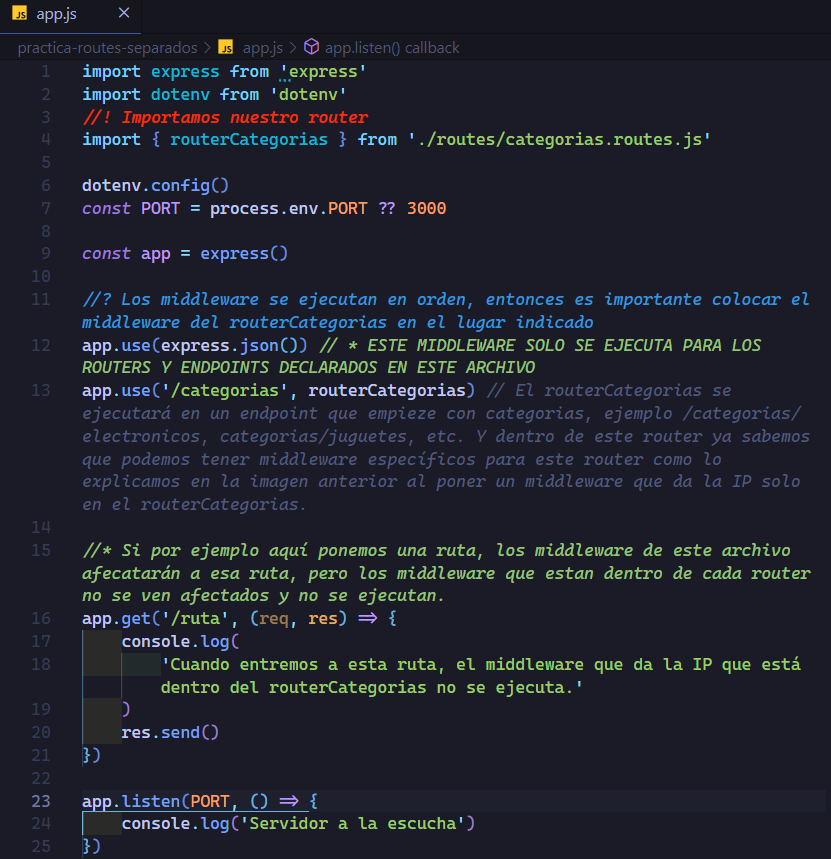 JS app.js ×
practica-routes-separados > JS app.js > app.listen() callback
1 import express from 'express'
2 import dotenv from 'dotenv'
3 //! Importamos nuestro router
4 import { routerCategorias } from './routes/categorias.routes.js'
5
6 dotenv.config()
7 const PORT = process.env.PORT ?? 3000
8
9 const app = express()
10
11 //? Los middleware se ejecutan en orden, entonces es importante colocar el
middleware del routerCategorias en el lugar indicado
12 app.use(express.json()) // * ESTE MIDDLEWARE SOLO SE EJECUTA PARA LOS
ROUTERS Y ENDPOINTS DECLARADOS EN ESTE ARCHIVO
13 app.use('/categorias', routerCategorias) // El routerCategorias se
ejecutará en un endpoint que empieze con categorias, ejemplo /categorias/
electronicos, categorias/juguetes, etc. Y dentro de este router ya sabemos
que podemos tener middleware específicos para este router como lo
explicamos en la imagen anterior al poner un middleware que da la IP solo
en el routerCategorias.
14
15 //* Si por ejemplo aquí ponemos una ruta, los middleware de este archivo
afecatarán a esa ruta, pero los middleware que estan dentro de cada router
no se ven afectados y no se ejecutan.
16 app.get('/ruta', (req, res) => {
17 console.log(
18 'Cuando entremos a esta ruta, el middleware que da la IP que está
dentro del routerCategorias no se ejecuta.'
19 )
20 res.send()
21 })
22
23 app.listen(PORT, () => {
24 console.log('Servidor a la escucha')
25 })